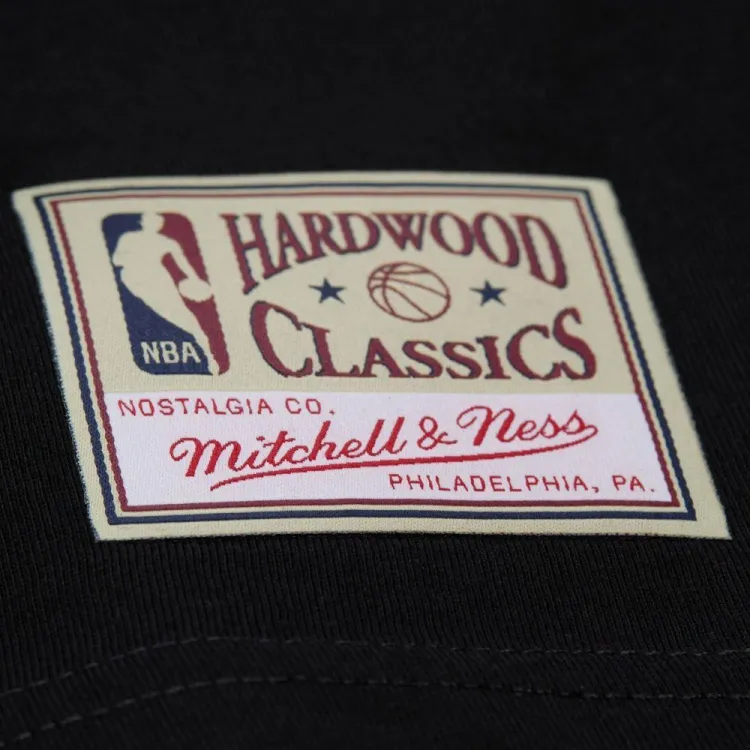 HARDWOOD
CLASSICS
NBA
NOSTALGIA CO.
Mitchell & Ness
PHILADELPHIA, PA.